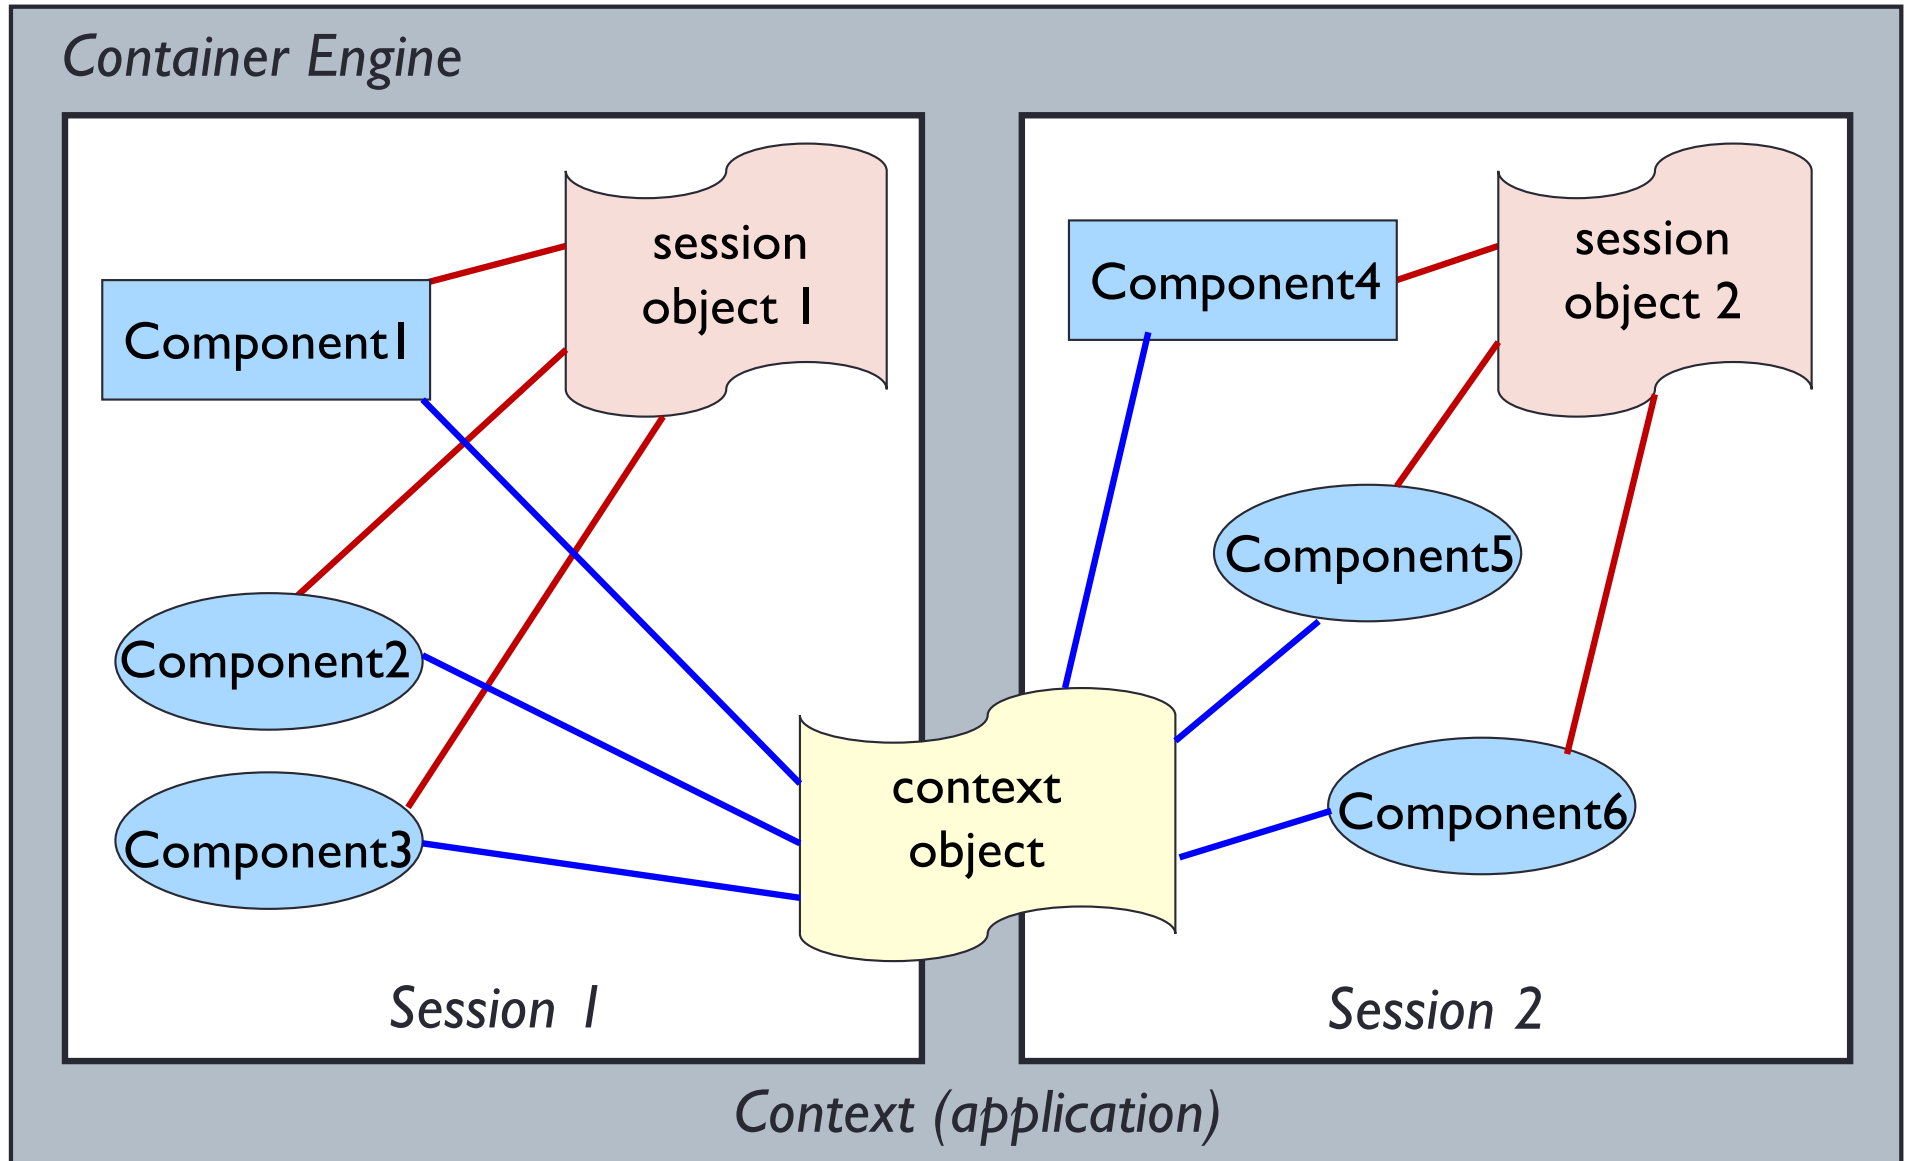 Container Engine
session
object 1
Component1
Component2
Component3
Session 1
session
object 2
Component4
Component5
Component6
context
object
Session 2
Context (application)